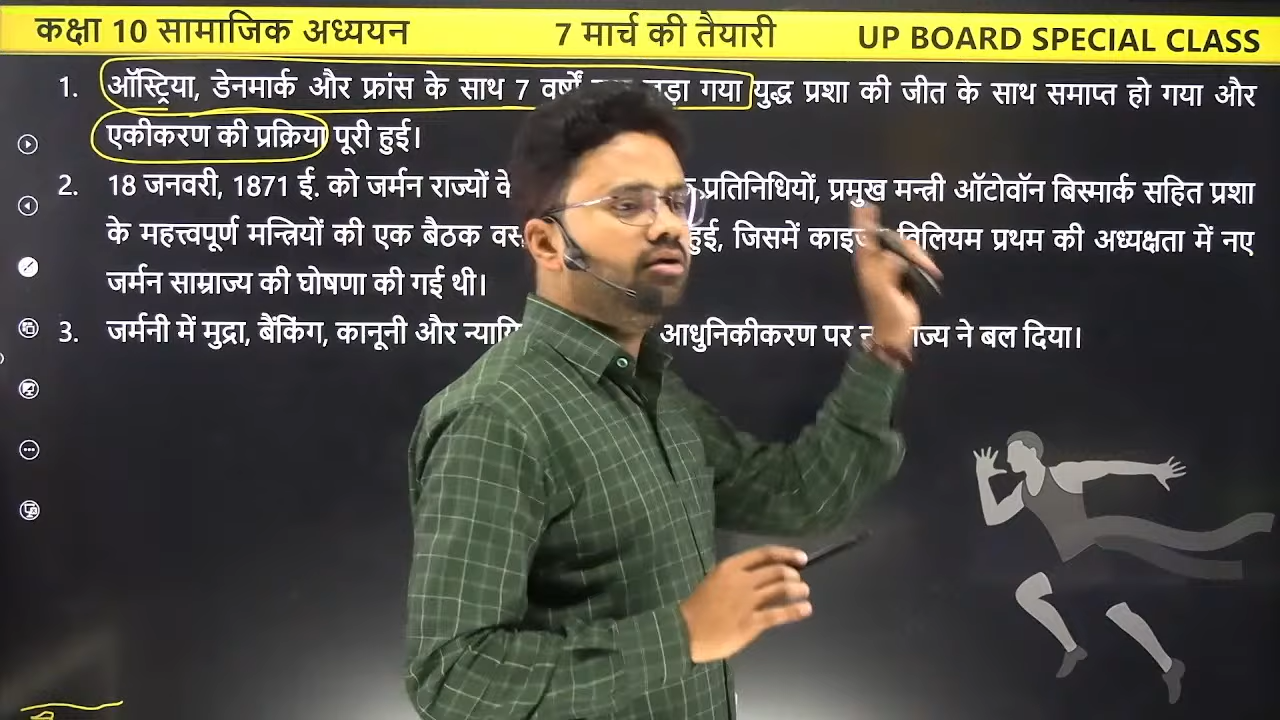 कक्षा 10 सामाजिक अध्ययन 7 मार्च की तैयारी UP BOARD SPECIAL CLASS
1. ऑस्ट्रिया, डेनमार्क और फ्रांस के साथ 7 वर्षों गया युद्ध प्रशा की जीत के साथ समाप्त हो गया और
एकीकरण की प्रक्रिया पूरी हुई।
2. 18 जनवरी, 1871 ई. को जर्मन राज्यों प्रतिनिधियों, प्रमुख मन्त्री ऑटोवॉन बिस्मार्क सहित प्रशा
के महत्त्वपूर्ण मन्त्रियों की एक बैठक हुई, जिसमें विलियम प्रथम की अध्यक्षता में नए
जर्मन साम्राज्य की घोषणा की गई थी।
3. जर्मनी में मुद्रा, बैंकिंग, कानूनी और आधुनिकीकरण पर ने बल दिया।